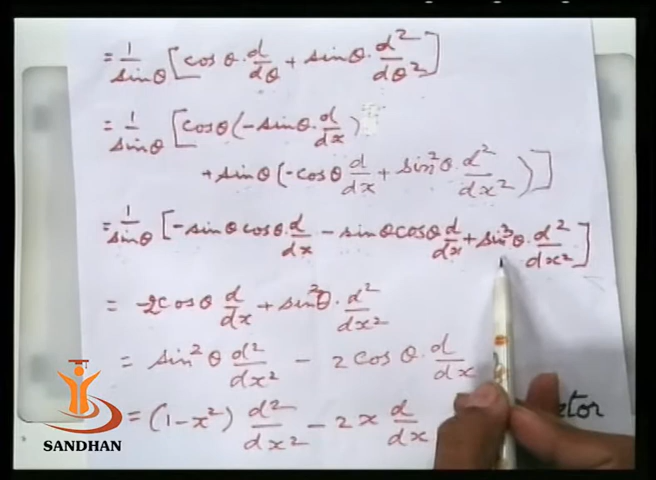 = 1/sinθ [cosθ · d/dθ + sinθ · d²/dθ²]
= 1/sinθ [cosθ (-sinθ · d/dx)
+ sinθ (-cosθ d/dx + sin²θ · d²/dx²)]
= 1/sinθ [-sinθ cosθ d/dx - sinθ cosθ d/dx + sin³θ · d²/dx²]
= -2cosθ d/dx + sin²θ · d²/dx²
= sin²θ d²/dx² - 2cosθ · d/dx
= (1-x²) d²/dx² - 2x d/dx
SANDHAN